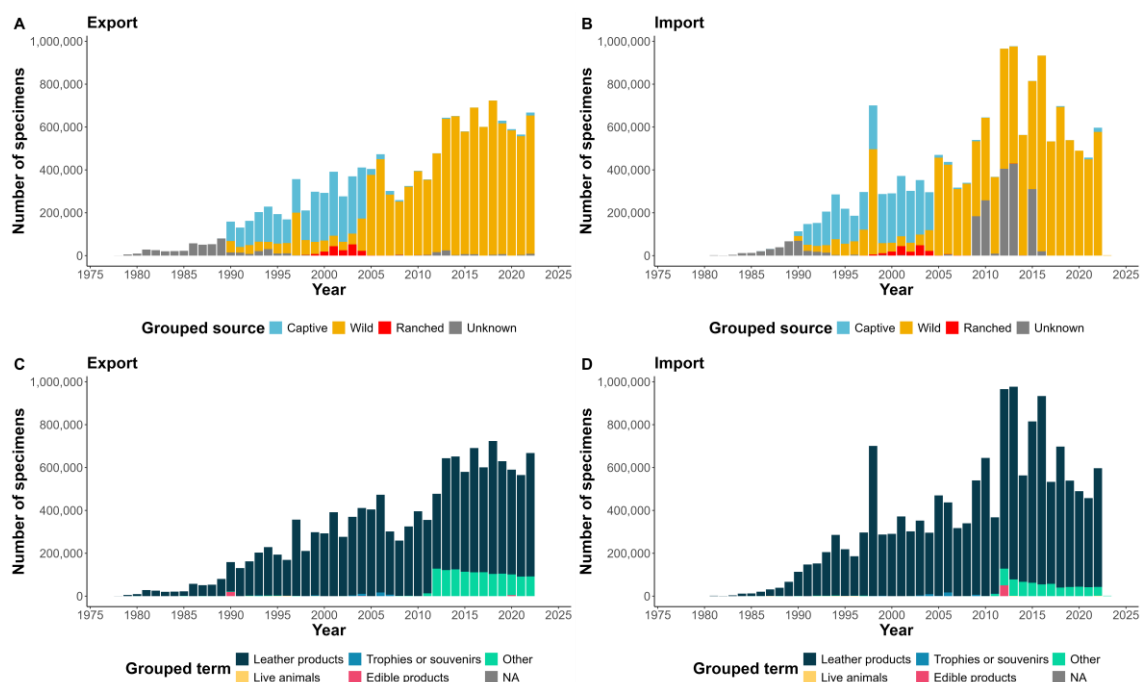 A Export
1,000,000
800,000
600,000
400,000
200,000
0
Number of specimens
1975 1980 1985 1990 1995 2000 2005 2010 2015 2020 2025
Year
Grouped source Captive Wild Ranched Unknown
B Import
1,000,000
800,000
600,000
400,000
200,000
0
Number of specimens
1975 1980 1985 1990 1995 2000 2005 2010 2015 2020 2025
Year
Grouped source Captive Wild Ranched Unknown
C Export
1,000,000
800,000
600,000
400,000
200,000
0
Number of specimens
1975 1980 1985 1990 1995 2000 2005 2010 2015 2020 2025
Year
Grouped term Leather products Trophies or souvenirs Other
Live animals Edible products NA
D Import
1,000,000
800,000
600,000
400,000
200,000
0
Number of specimens
1975 1980 1985 1990 1995 2000 2005 2010 2015 2020 2025
Year
Grouped term Leather products Trophies or souvenirs Other
Live animals Edible products NA